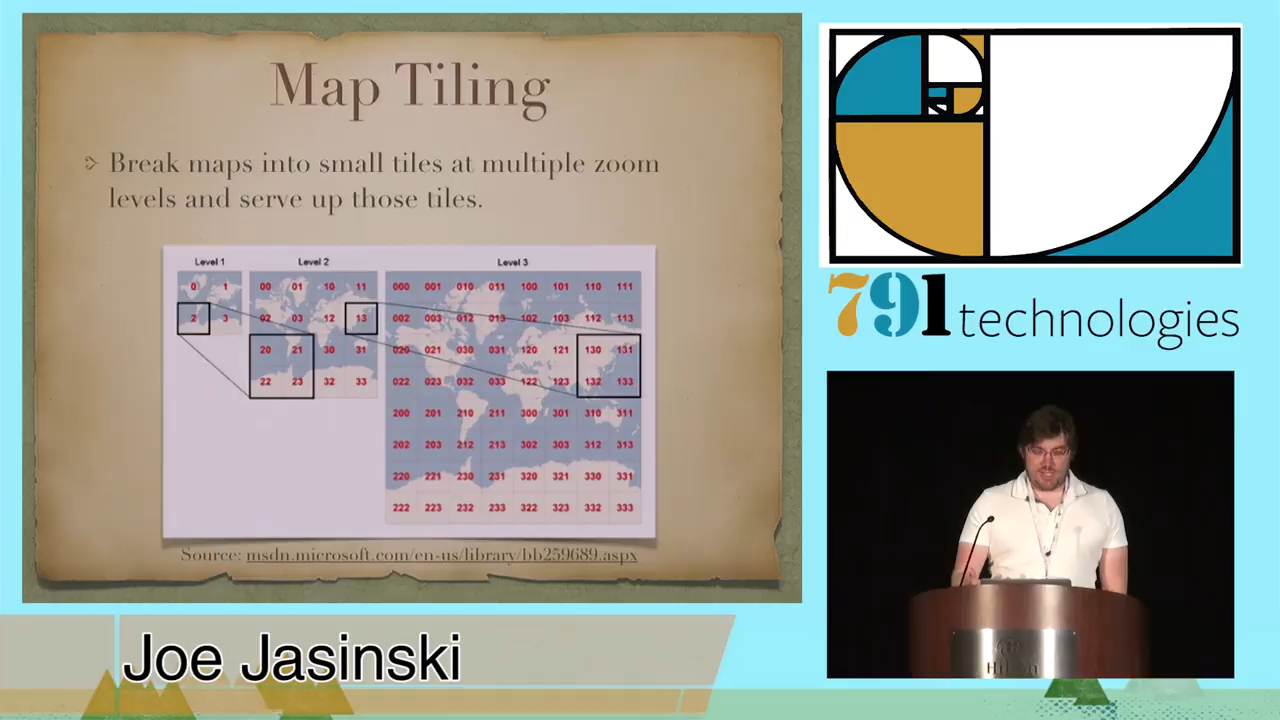 Map Tiling
Break maps into small tiles at multiple zoom
levels and serve up those tiles.
Level 1 Level 2 Level 3
0 1 00 01 10 11 000 001 010 011 100 101 110 111
2 3 02 03 12 13 002 003 012 013 102 103 112 113
20 21 30 31 020 021 030 031 120 121 130 131
22 23 32 33 022 023 032 033 122 123 132 133
200 201 210 211 300 301 310 311
202 203 212 213 302 303 312 313
220 221 230 231 320 321 330 331
222 223 232 233 322 323 332 333
Source: msdn.microsoft.com/en-us/library/bb259689.aspx
791 technologies
Hilton
Joe Jasinski